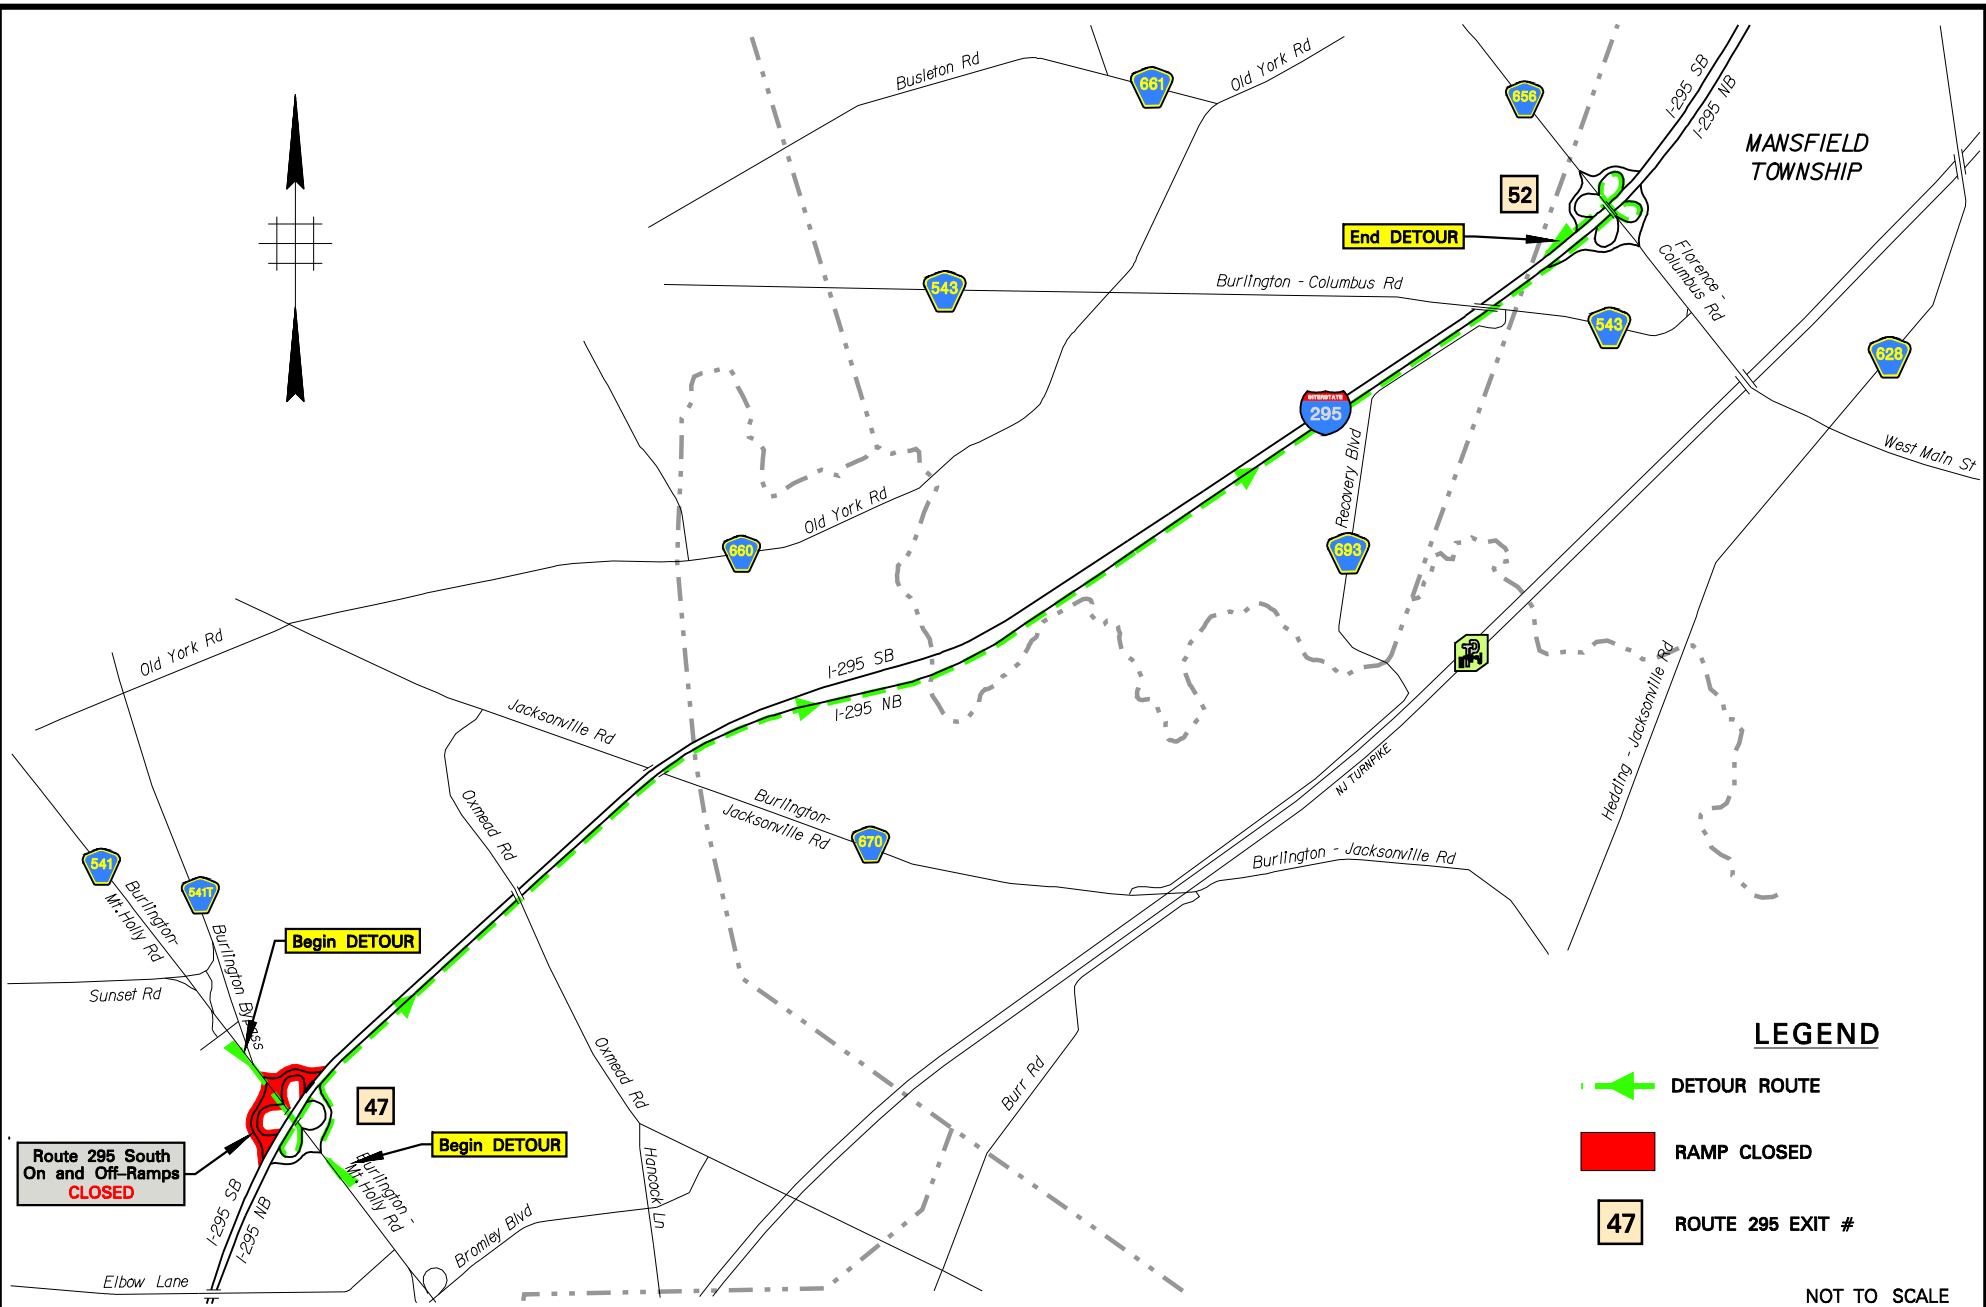 Busleton Rd
661
Old York Rd
656
I-295 SB
I-295 NB
MANSFIELD
TOWNSHIP
52
End DETOUR
Florence -
Columbus Rd
543
Burlington - Columbus Rd
543
628
INTERSTATE
295
Recovery Blvd
West Main St
Old York Rd
660
693
Old York Rd
I-295 SB
I-295 NB
Jacksonville Rd
Hedding - Jacksonville Rd
NJ TURNPIKE
Oxmead Rd
Burlington-
Jacksonville Rd
670
Burlington - Jacksonville Rd
541
541T
Burlington-
Mt.Holly Rd
Burlington Bypass
Begin DETOUR
Sunset Rd
LEGEND
DETOUR ROUTE
RAMP CLOSED
47
ROUTE 295 EXIT #
Oxmead Rd
Burr Rd
47
Begin DETOUR
Route 295 South
On and Off-Ramps
CLOSED
Burlington -
Mt.Holly Rd
Hancock Ln
I-295 SB
I-295 NB
Bromley Blvd
Elbow Lane
NOT TO SCALE